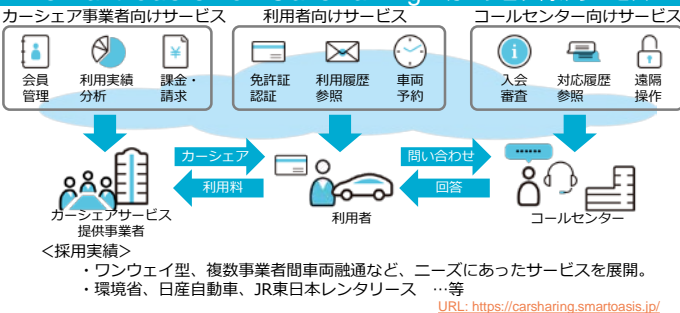 カーシェア事業者向けサービス
利用者向けサービス
コールセンター向けサービス
会員
管理
利用実績
分析
課金・
請求
免許証
認証
利用履歴
参照
車両
予約
入会
審査
対応履歴
参照
遠隔
操作
カーシェア
利用料
問い合わせ
回答
カーシェアサービス
提供事業者
利用者
コールセンター
<採用実績>
・ワンウェイ型、複数事業者間車両融通など、ニーズにあったサービスを展開。
・環境省、日産自動車、JR東日本レンタリース …等
URL: https://carsharing.smartoasis.jp/